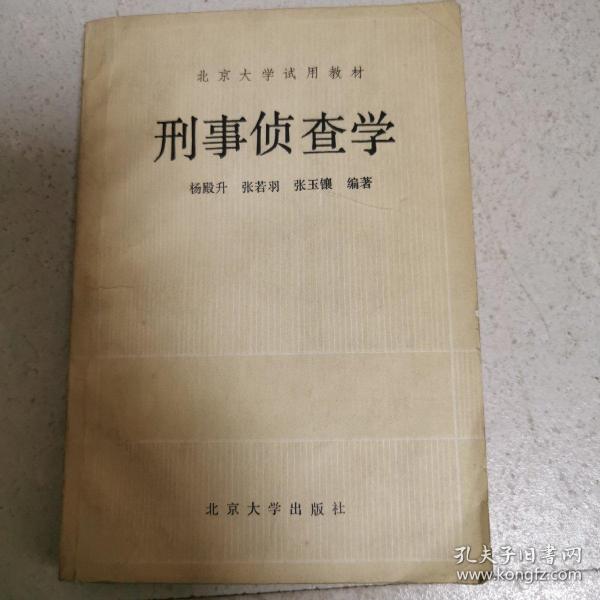 北京大学试用教材
刑事侦查学
杨殿升 张若羽 张玉镶 编著
北京大学出版社
孔夫子旧书网
www.kongfz.com